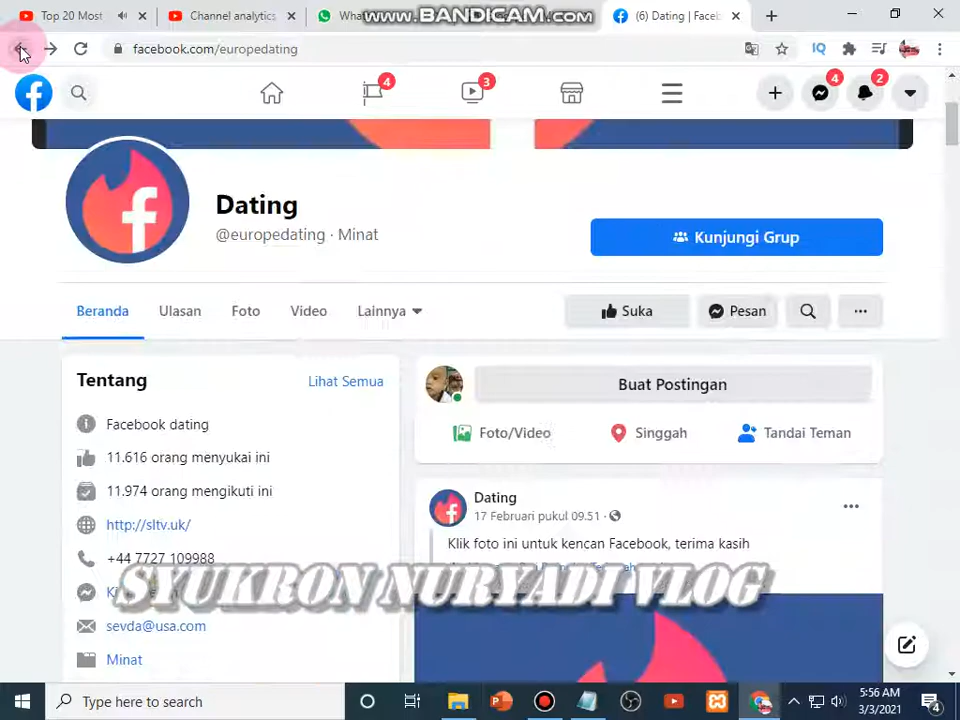 Top 20 Most
Channel analytics
Wha
www.BANDICAM.com
(6) Dating | Faceb
facebook.com/europedating
IQ
4
3
4
2
Dating
@europedating · Minat
Kunjungi Grup
Beranda
Ulasan
Foto
Video
Lainnya
Suka
Pesan
Tentang
Lihat Semua
Facebook dating
11.616 orang menyukai ini
11.974 orang mengikuti ini
http://sltv.uk/
+44 7727 109988
sevda@usa.com
Minat
Buat Postingan
Foto/Video
Singgah
Tandai Teman
Dating
17 Februari pukul 09.51
Klik foto ini untuk kencan Facebook, terima kasih
SYUKRON NURYADI VLOG
Type here to search
5:56 AM
3/3/2021
4